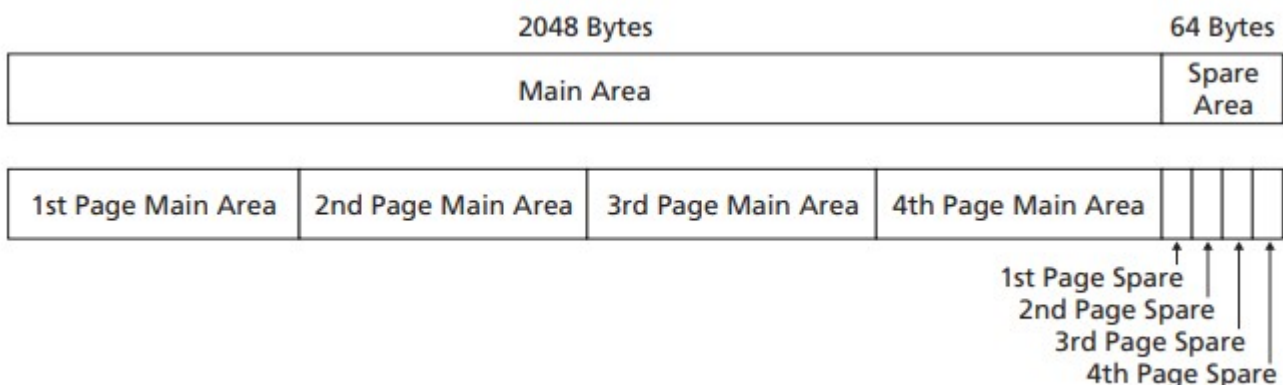 2048 Bytes
64 Bytes
Main Area
Spare
Area
1st Page Main Area
2nd Page Main Area
3rd Page Main Area
4th Page Main Area
1st Page Spare
2nd Page Spare
3rd Page Spare
4th Page Spare